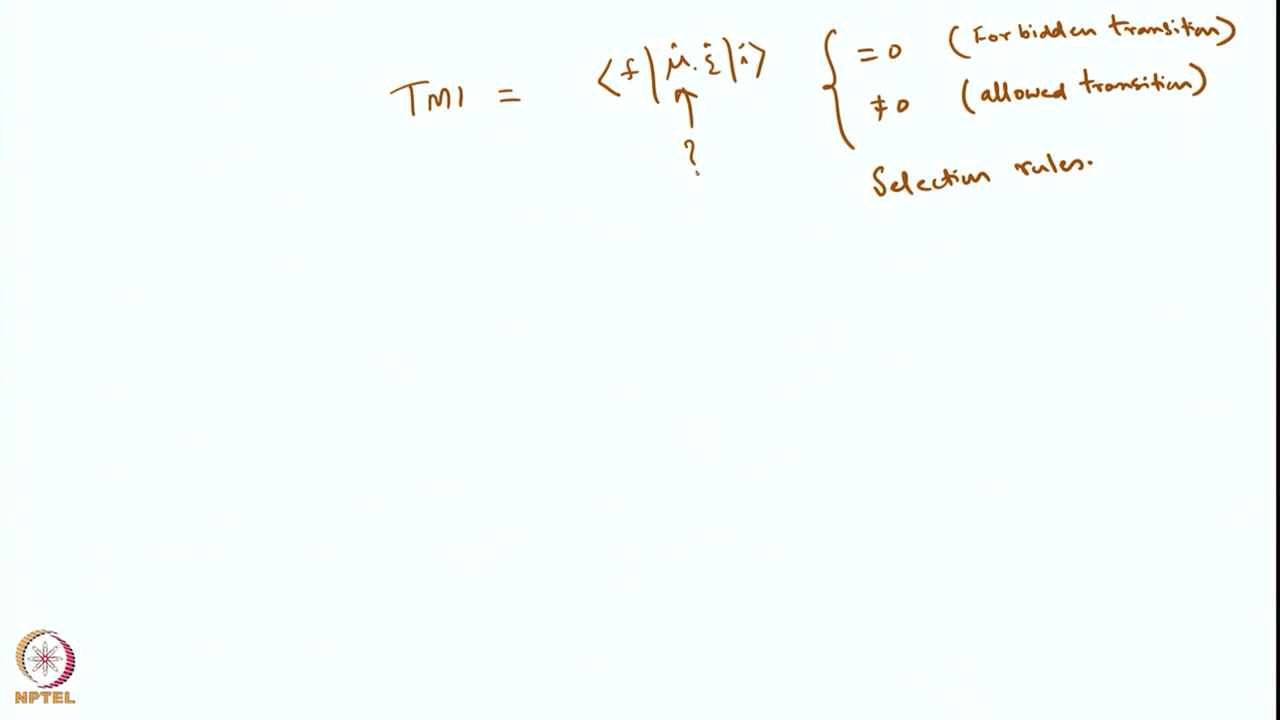 TMI = ⟨f|μ̂.ε̂|i⟩ { = 0 (Forbidden transition)
≠ 0 (allowed transition)
?
Selection rules.
NPTEL